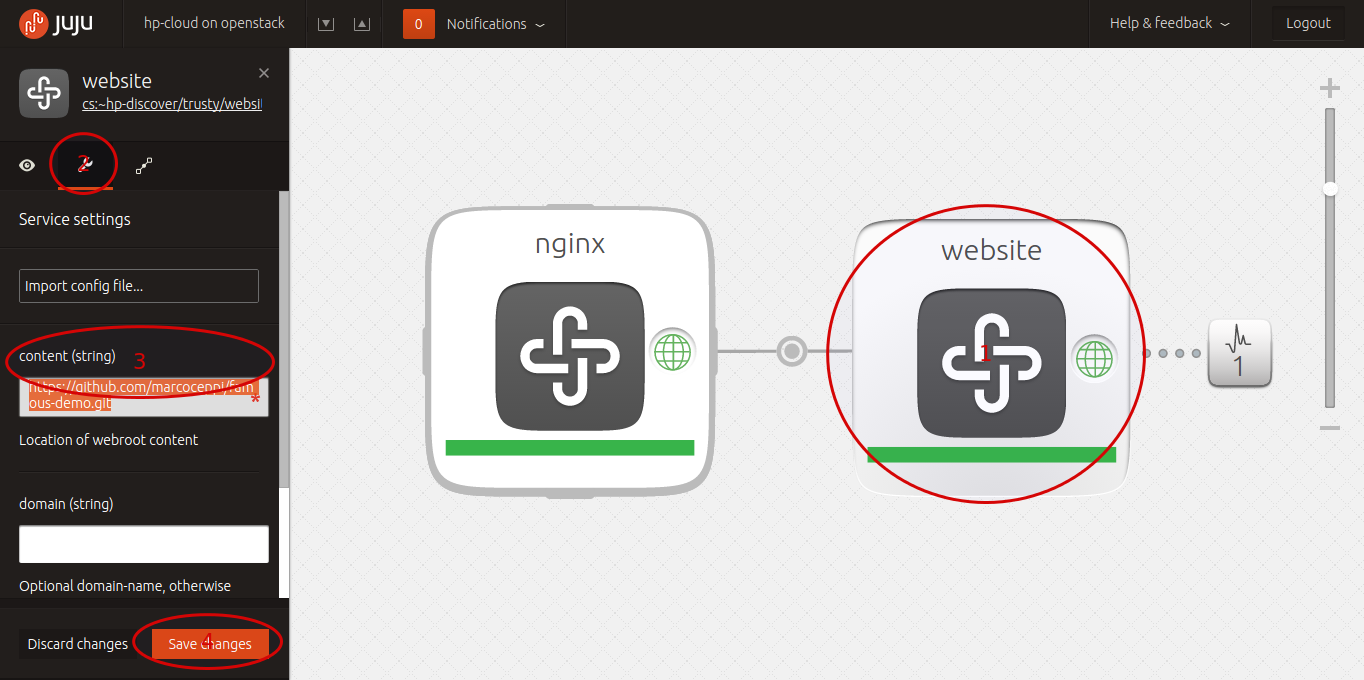 juju
hp-cloud on openstack
0 Notifications
Help & feedback
Logout
website
cs:~hp-discover/trusty/websi
2
Service settings
Import config file...
content (string)
3
https://github.com/marcoceppi/fam
ous-demo.git
*
Location of webroot content
domain (string)
Optional domain-name, otherwise
Discard changes
Save changes
4
nginx
website
1
1